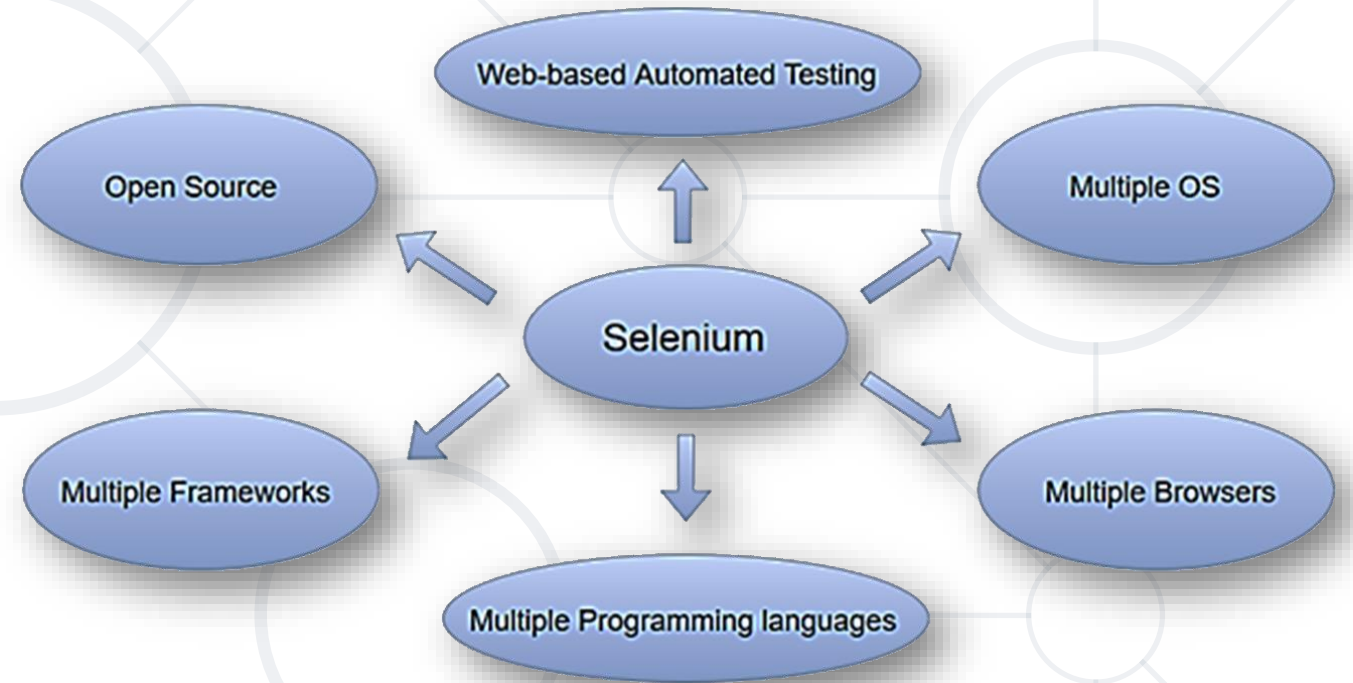 Web-based Automated Testing
Open Source
Multiple OS
Selenium
Multiple Frameworks
Multiple Browsers
Multiple Programming languages